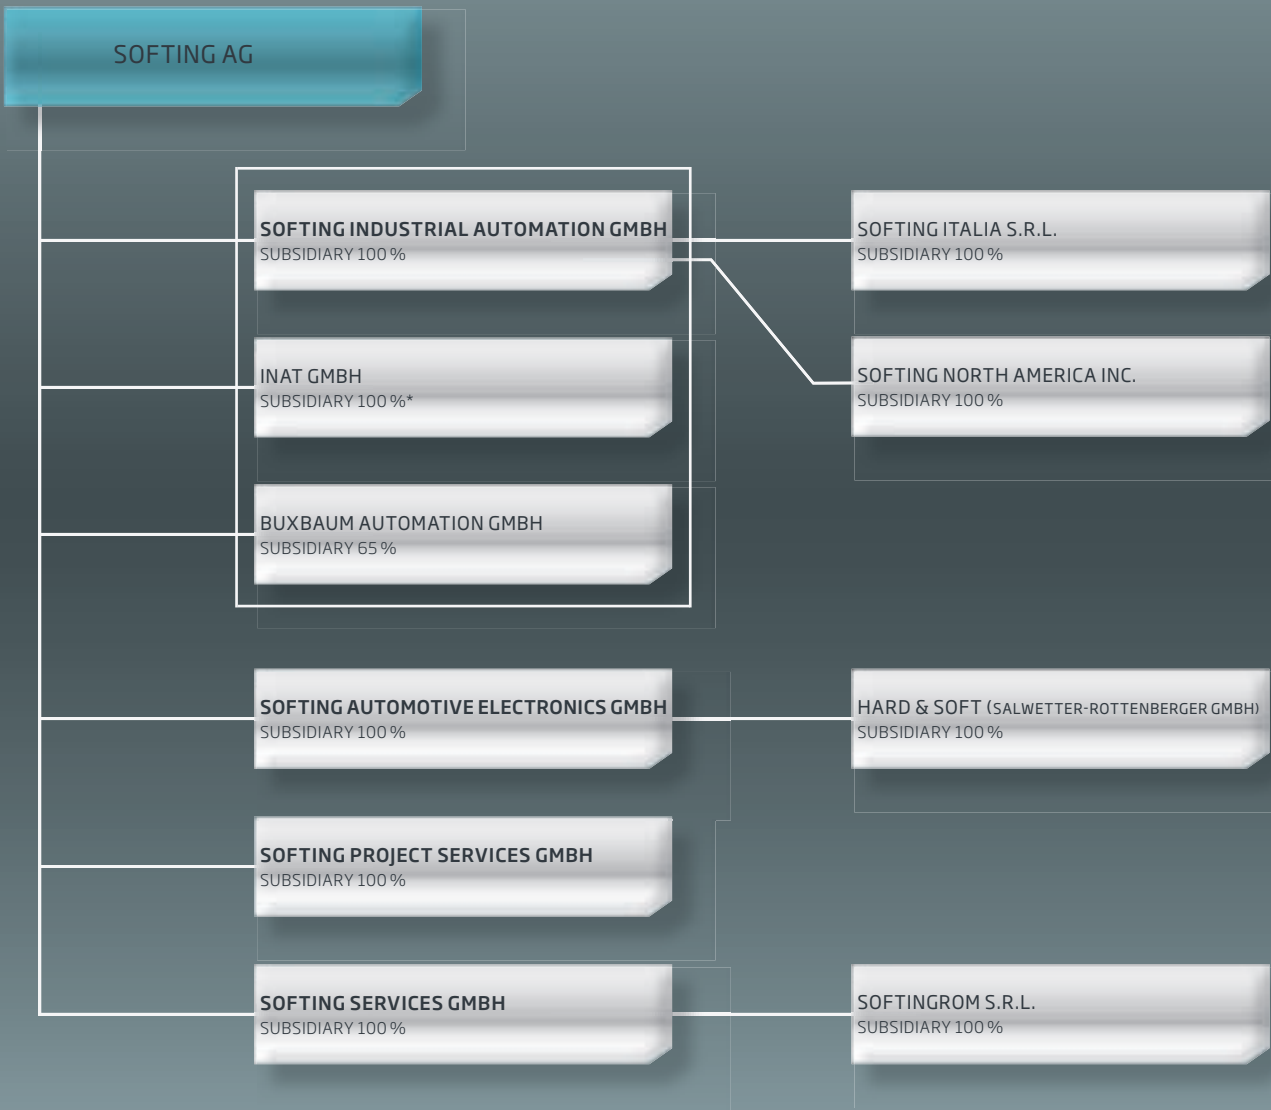 SOFTING AG
SOFTING INDUSTRIAL AUTOMATION GMBH
SUBSIDIARY 100 %
SOFTING ITALIA S.R.L.
SUBSIDIARY 100 %
INAT GMBH
SUBSIDIARY 100 %*
SOFTING NORTH AMERICA INC.
SUBSIDIARY 100 %
BUXBAUM AUTOMATION GMBH
SUBSIDIARY 65 %
SOFTING AUTOMOTIVE ELECTRONICS GMBH
SUBSIDIARY 100 %
HARD & SOFT (SALWETTER-ROTTENBERGER GMBH)
SUBSIDIARY 100 %
SOFTING PROJECT SERVICES GMBH
SUBSIDIARY 100 %
SOFTING SERVICES GMBH
SUBSIDIARY 100 %
SOFTINGROM S.R.L.
SUBSIDIARY 100 %